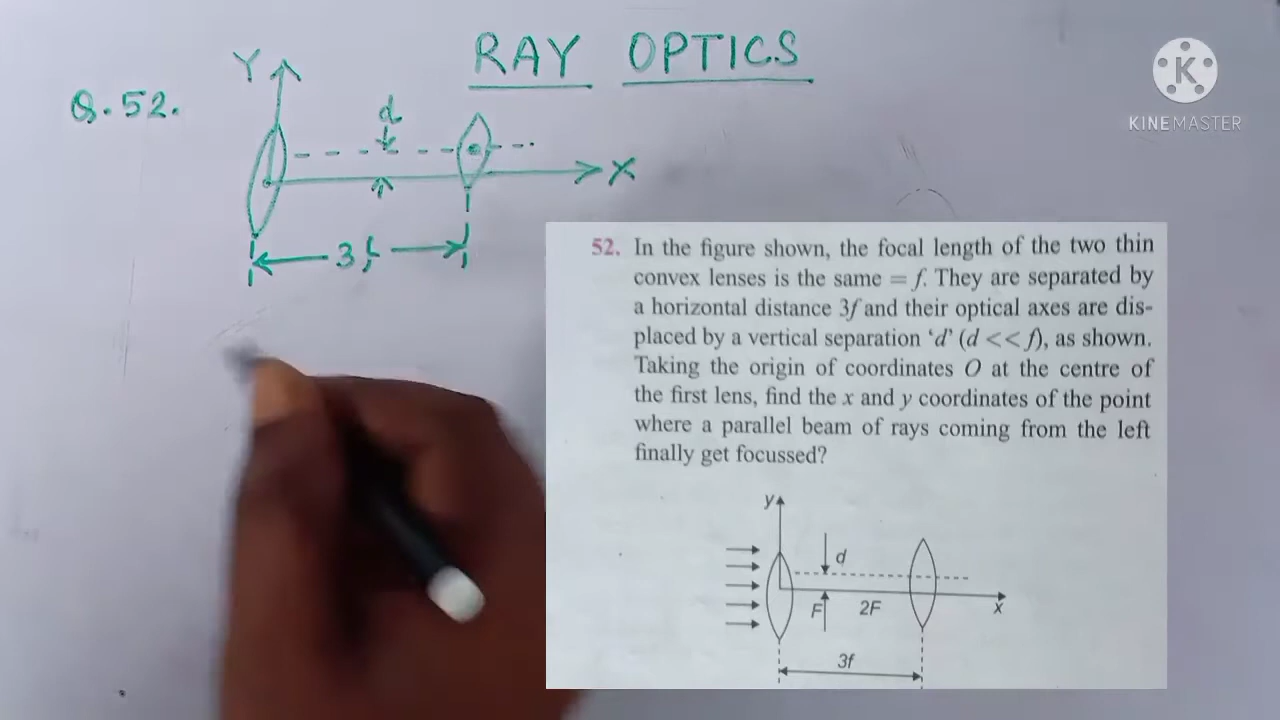 RAY OPTICS
Q.52.
Y
d
X
3f
KINEMASTER
52. In the figure shown, the focal length of the two thin
convex lenses is the same = f. They are separated by
a horizontal distance 3f and their optical axes are dis-
placed by a vertical separation ‘d’ (d << f), as shown.
Taking the origin of coordinates O at the centre of
the first lens, find the x and y coordinates of the point
where a parallel beam of rays coming from the left
finally get focussed?
y
d
F
2F
x
3f